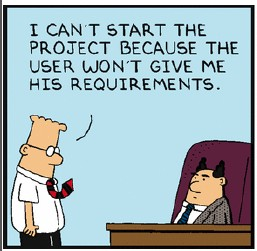 I CAN'T START THE
PROJECT BECAUSE THE
USER WON'T GIVE ME
HIS REQUIREMENTS.